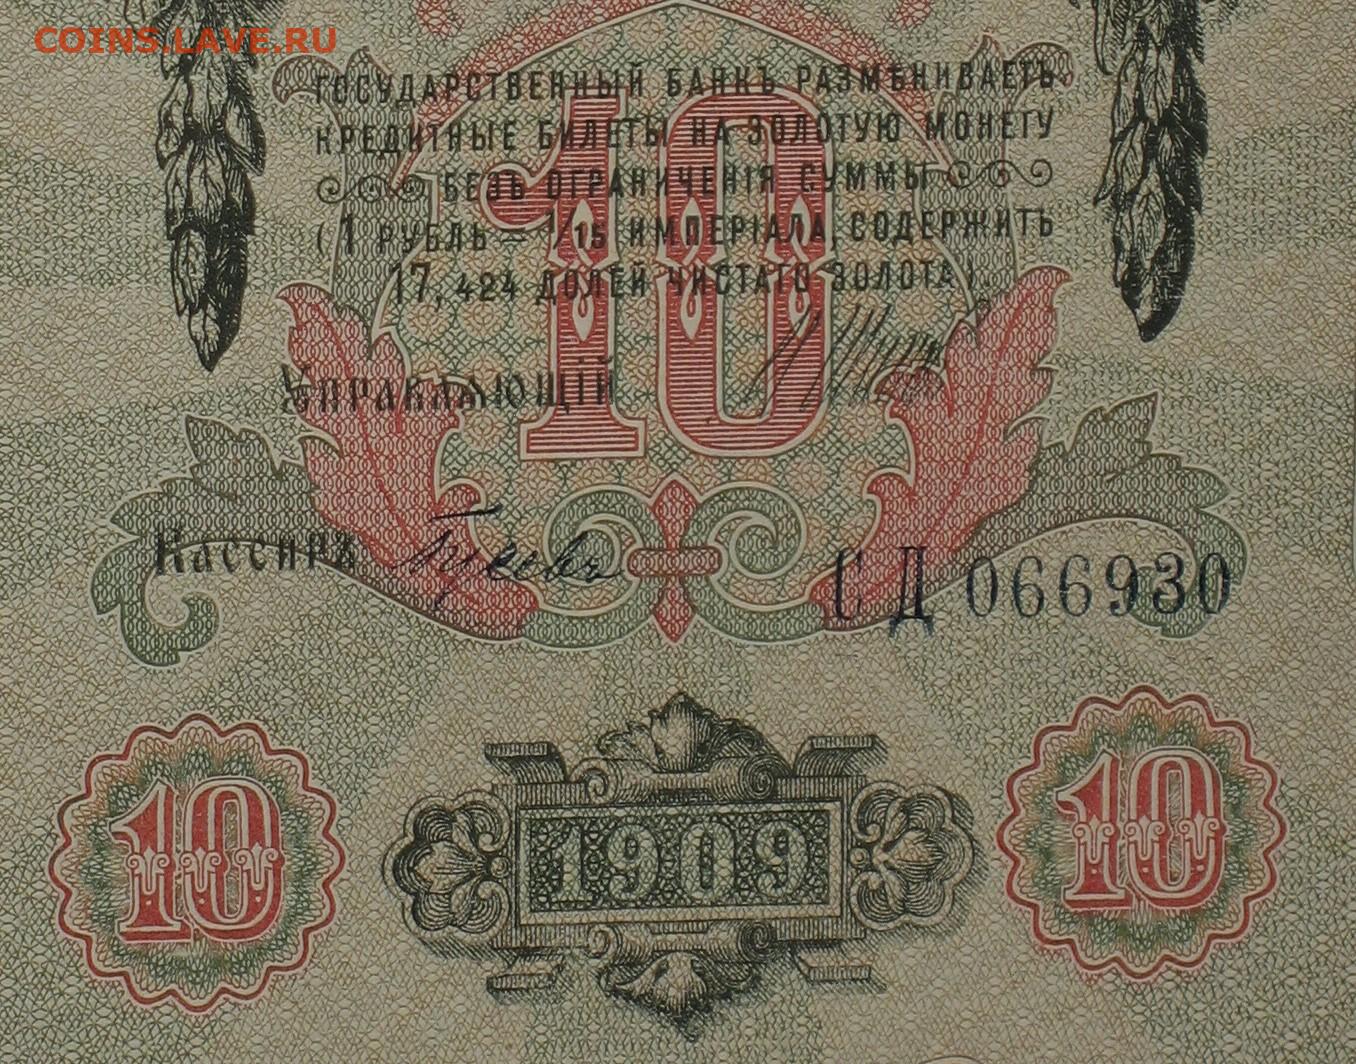 COINS.LAVE.RU
ГОСУДАРСТВЕННЫЙ БАНКЪ РАЗМѢНИВАЕТЪ
КРЕДИТНЫЕ БИЛЕТЫ НА ЗОЛОТУЮ МОНЕТУ
БЕЗЪ ОГРАНИЧЕНІЯ СУММЫ
(1 РУБЛЬ = 1/15 ИМПЕРІАЛА, СОДЕРЖИТЪ
17,424 ДОЛЕЙ ЧИСТАГО ЗОЛОТА).
10
Управляющій
Кассиръ
СД 066930
10 1909 10